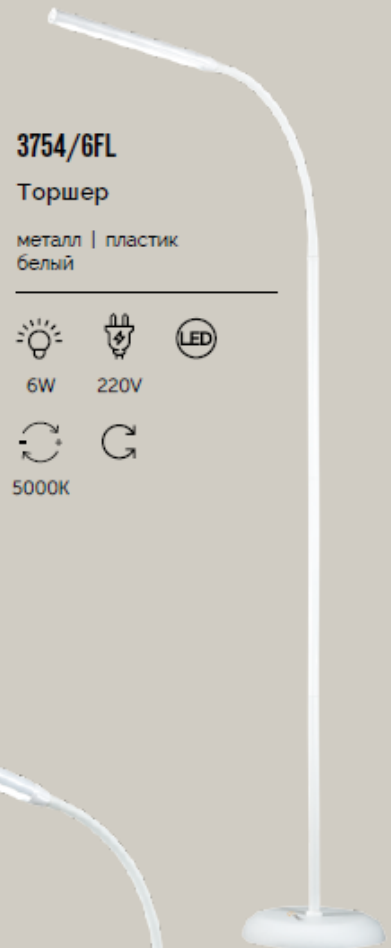 3754/6FL
Торшер
металл | пластик
белый
LED
6W 220V
- +
5000K